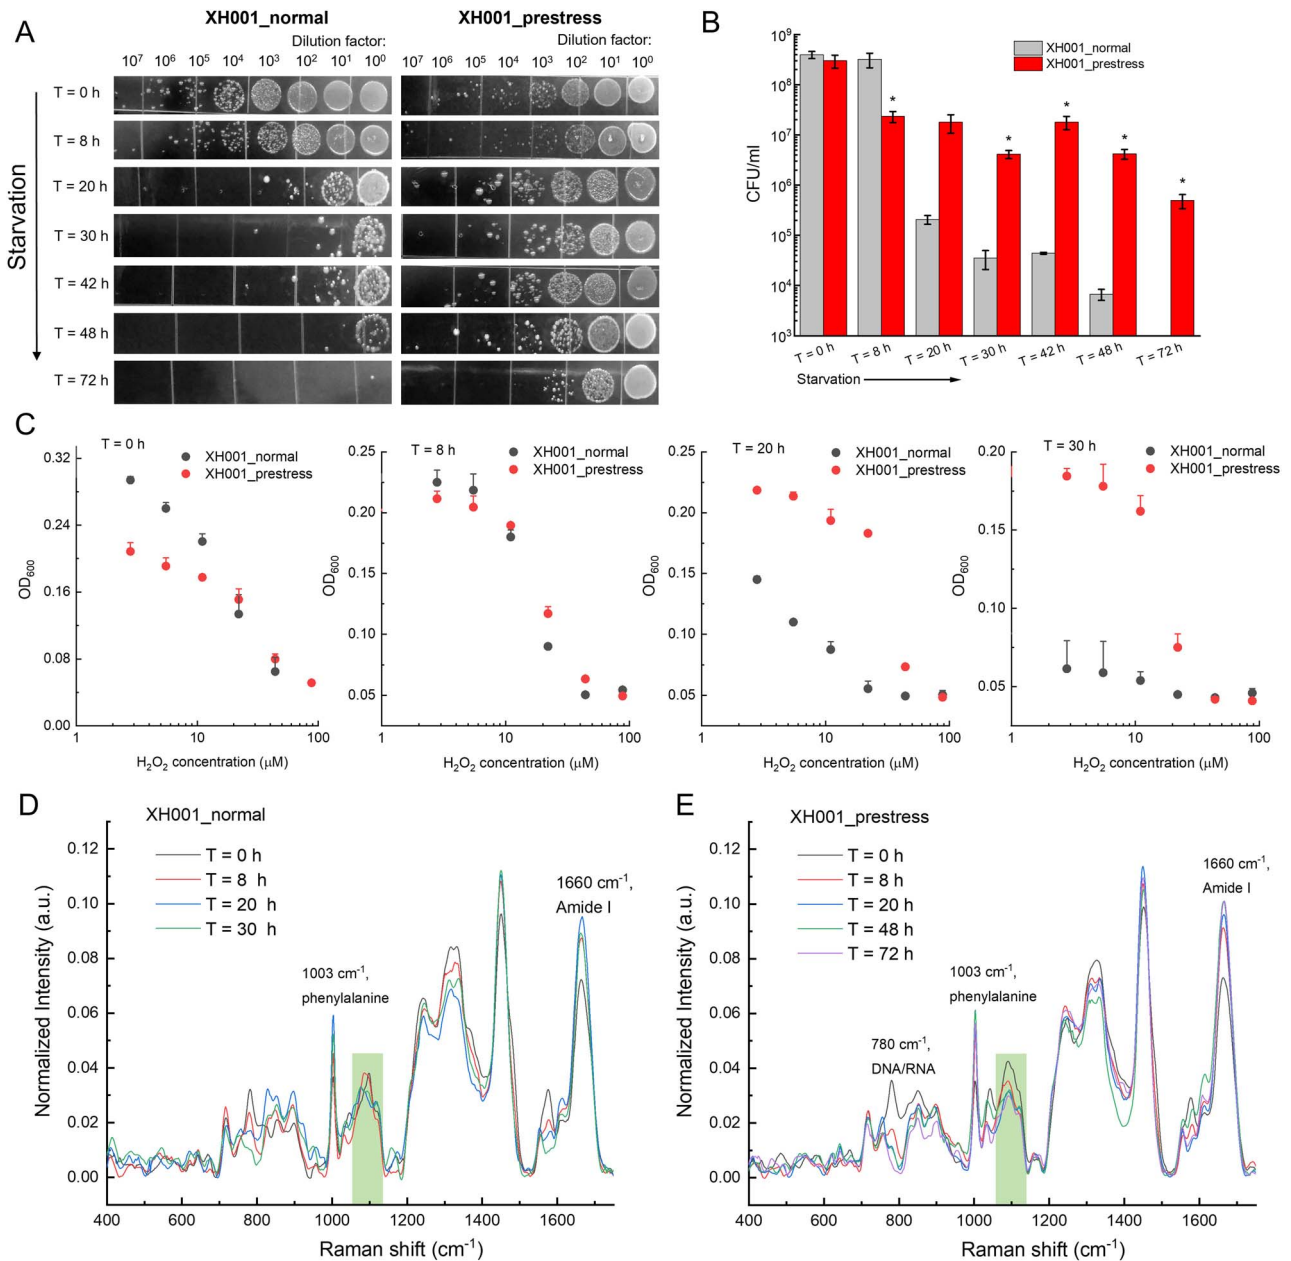 A
XH001_normal
XH001_prestress
Dilution factor:
Dilution factor:
10⁷ 10⁶ 10⁵ 10⁴ 10³ 10² 10¹ 10⁰
10⁷ 10⁶ 10⁵ 10⁴ 10³ 10² 10¹ 10⁰
Starvation
T = 0 h
T = 8 h
T = 20 h
T = 30 h
T = 42 h
T = 48 h
T = 72 h
B
XH001_normal
XH001_prestress
CFU/ml
10⁹
10⁸
10⁷
10⁶
10⁵
10⁴
10³
*
*
*
*
*
T = 0 h T = 8 h T = 20 h T = 30 h T = 42 h T = 48 h T = 72 h
Starvation
C
T = 0 h
XH001_normal
XH001_prestress
OD₆₀₀
0.32
0.24
0.16
0.08
0.00
1 10 100
H₂O₂ concentration (μM)
T = 8 h
XH001_normal
XH001_prestress
OD₆₀₀
0.25
0.20
0.15
0.10
0.05
1 10 100
H₂O₂ concentration (μM)
T = 20 h
XH001_normal
XH001_prestress
OD₆₀₀
0.25
0.20
0.15
0.10
0.05
1 10 100
H₂O₂ concentration (μM)
T = 30 h
XH001_normal
XH001_prestress
OD₆₀₀
0.20
0.15
0.10
0.05
1 10 100
H₂O₂ concentration (μM)
D
XH001_normal
T = 0 h
T = 8 h
T = 20 h
T = 30 h
1660 cm⁻¹,
Amide I
1003 cm⁻¹,
phenylalanine
Normalized Intensity (a.u.)
0.12
0.10
0.08
0.06
0.04
0.02
0.00
400 600 800 1000 1200 1400 1600
Raman shift (cm⁻¹)
E
XH001_prestress
T = 0 h
T = 8 h
T = 20 h
T = 48 h
T = 72 h
1660 cm⁻¹,
Amide I
1003 cm⁻¹,
phenylalanine
780 cm⁻¹,
DNA/RNA
Normalized Intensity (a.u.)
0.12
0.10
0.08
0.06
0.04
0.02
0.00
400 600 800 1000 1200 1400 1600
Raman shift (cm⁻¹)